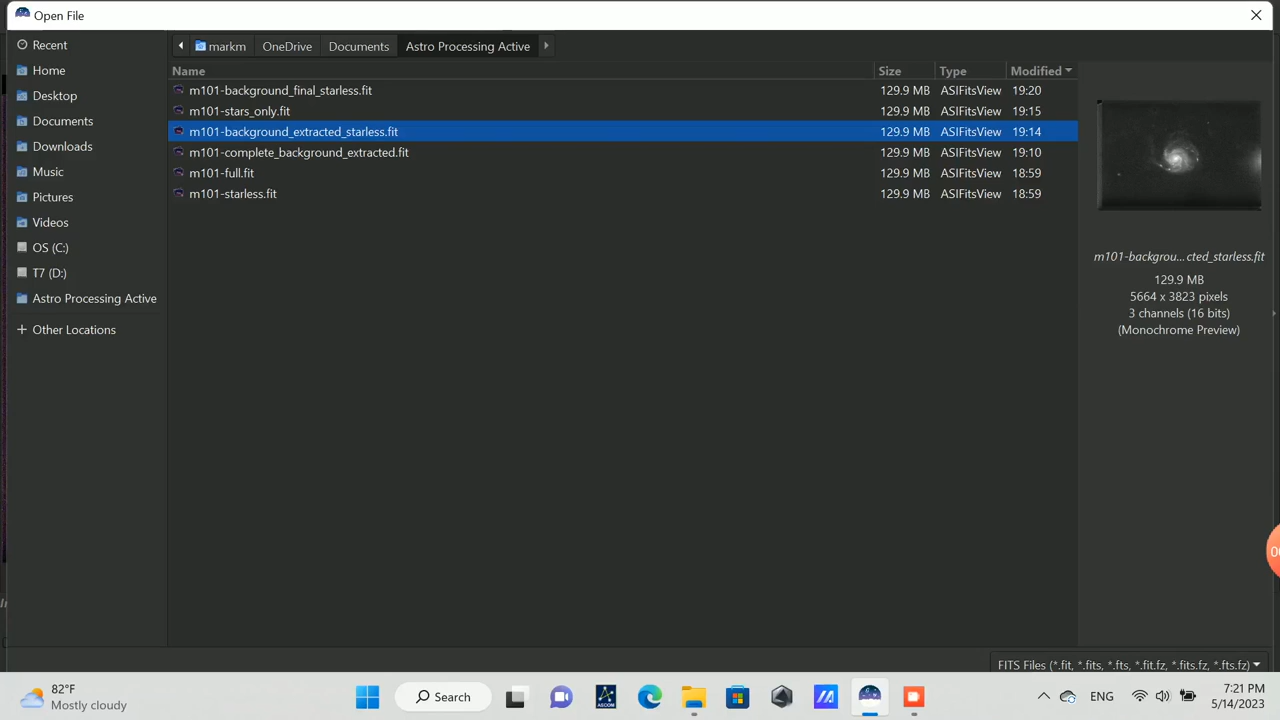 Open File
Recent
Home
Desktop
Documents
Downloads
Music
Pictures
Videos
OS (C:)
T7 (D:)
Astro Processing Active
Other Locations
markm OneDrive Documents Astro Processing Active
Name Size Type Modified
m101-background_final_starless.fit 129.9 MB ASIFitsView 19:20
m101-stars_only.fit 129.9 MB ASIFitsView 19:15
m101-background_extracted_starless.fit 129.9 MB ASIFitsView 19:14
m101-complete_background_extracted.fit 129.9 MB ASIFitsView 19:10
m101-full.fit 129.9 MB ASIFitsView 18:59
m101-starless.fit 129.9 MB ASIFitsView 18:59
m101-backgrou...cted_starless.fit
129.9 MB
5664 x 3823 pixels
3 channels (16 bits)
(Monochrome Preview)
FITS Files (*.fit, *.fits, *.fts, *.fit.fz, *.fits.fz, *.fts.fz)
82°F
Mostly cloudy
Search
ASCOM
ENG
7:21 PM
5/14/2023